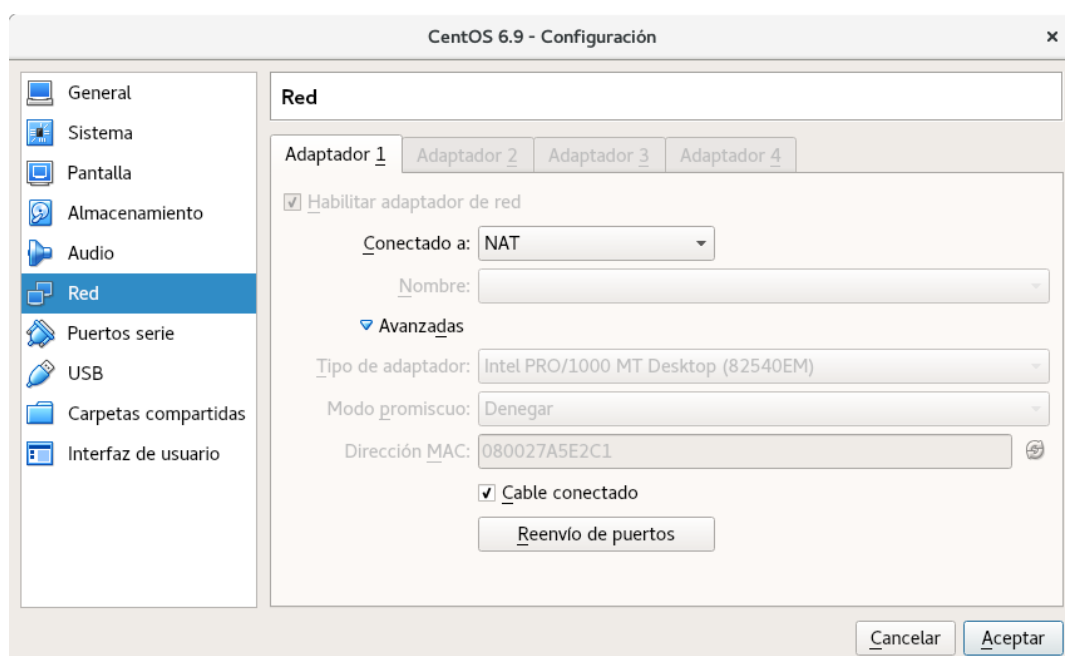 CentOS 6.9 - Configuración
General
Sistema
Pantalla
Almacenamiento
Audio
Red
Puertos serie
USB
Carpetas compartidas
Interfaz de usuario
Red
Adaptador 1 Adaptador 2 Adaptador 3 Adaptador 4
Habilitar adaptador de red
Conectado a: NAT
Nombre:
Avanzadas
Tipo de adaptador: Intel PRO/1000 MT Desktop (82540EM)
Modo promiscuo: Denegar
Dirección MAC: 080027A5E2C1
Cable conectado
Reenvío de puertos
Cancelar Aceptar